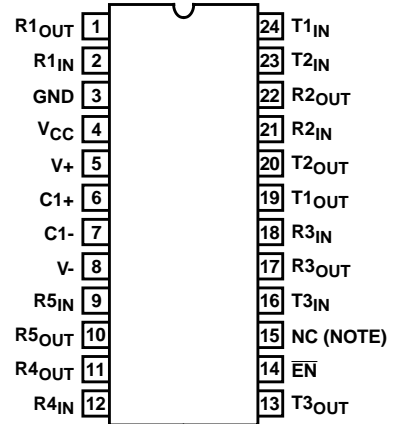 R1OUT 1 24 T1IN
R1IN 2 23 T2IN
GND 3 22 R2OUT
VCC 4 21 R2IN
V+ 5 20 T2OUT
C1+ 6 19 T1OUT
C1- 7 18 R3IN
V- 8 17 R3OUT
R5IN 9 16 T3IN
R5OUT 10 15 NC (NOTE)
R4OUT 11 14 E̅N̅
R4IN 12 13 T3OUT